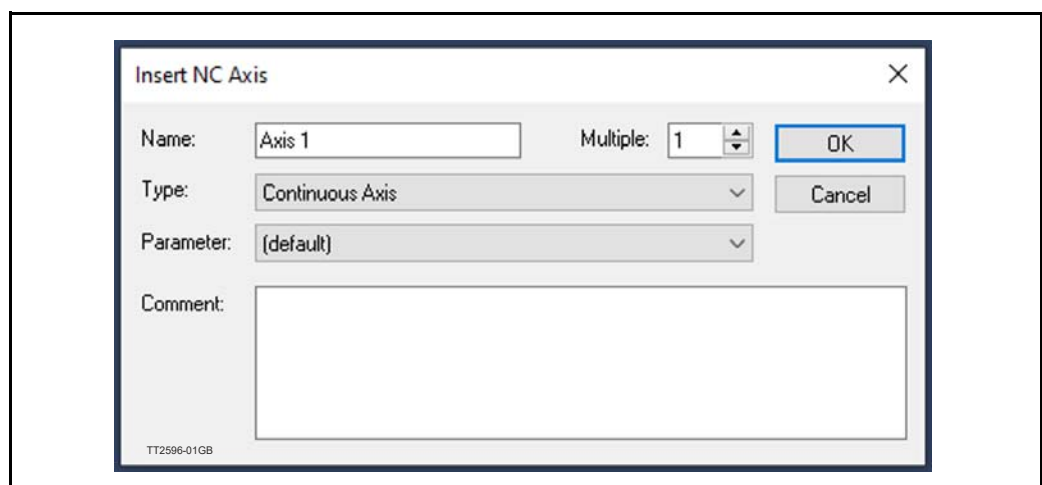 Insert NC Axis
Name: Axis 1 Multiple: 1 OK
Type: Continuous Axis Cancel
Parameter: (default)
Comment:
TT2596-01GB